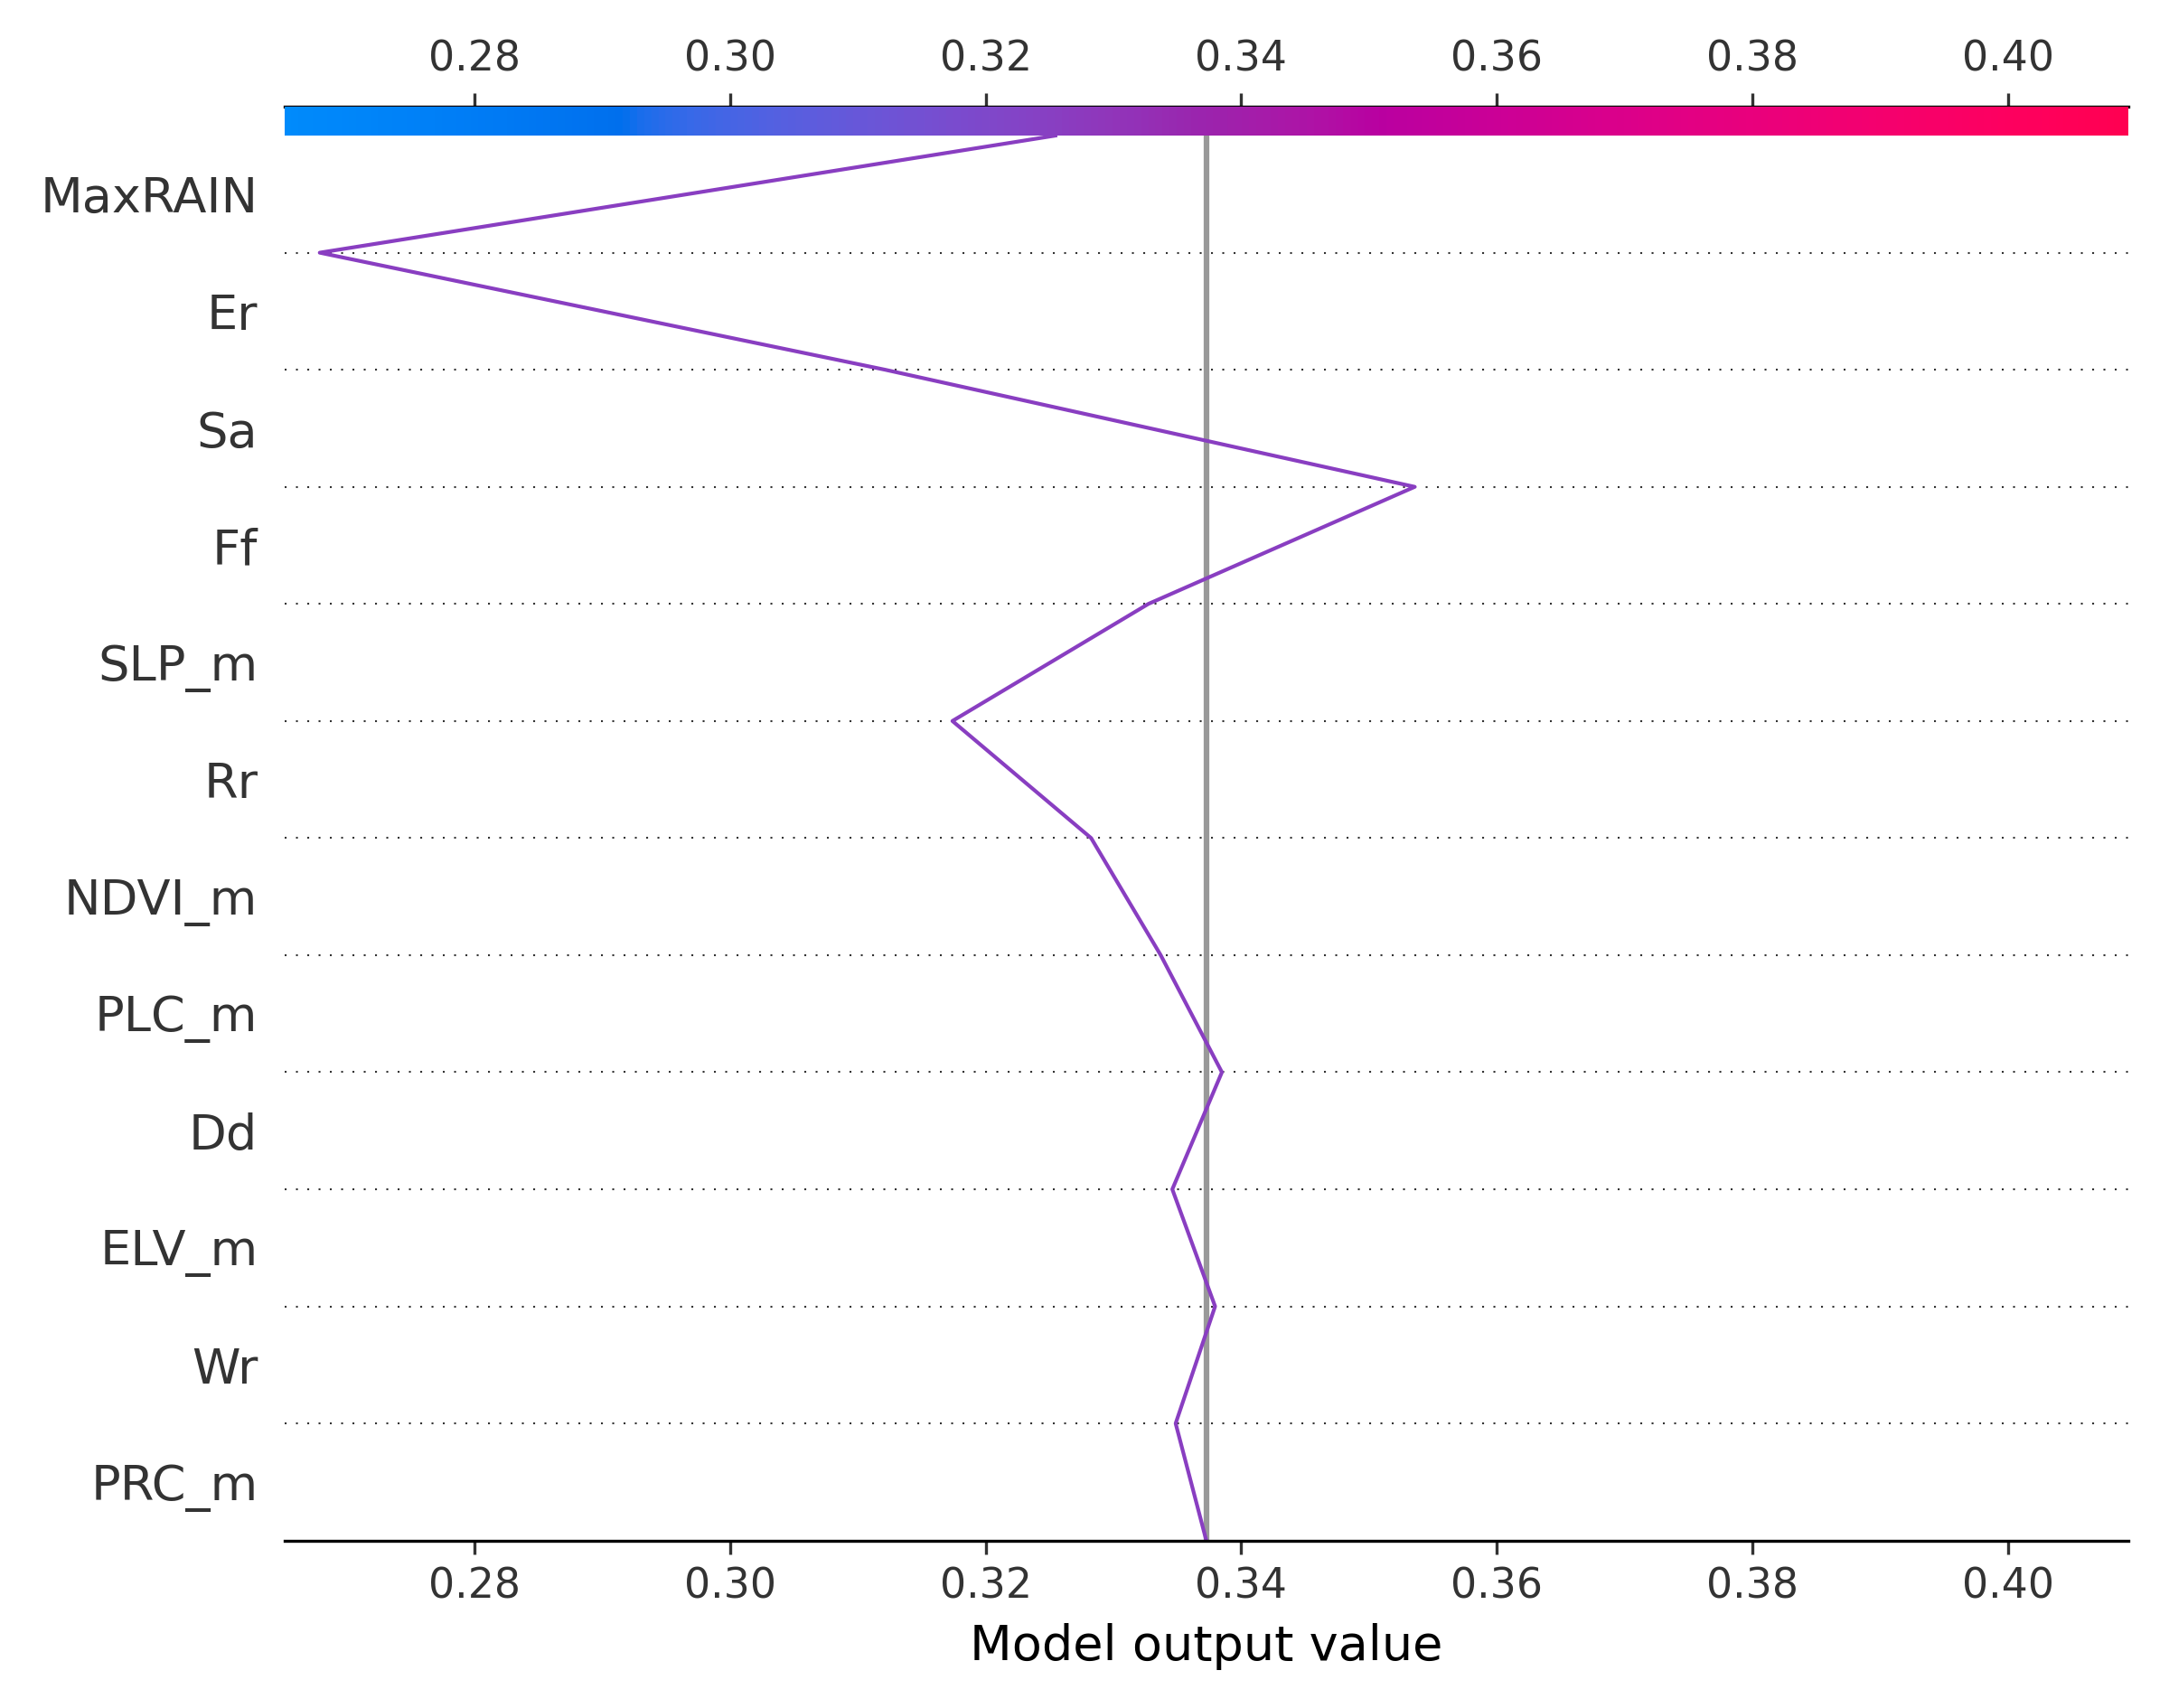 0.28 0.30 0.32 0.34 0.36 0.38 0.40
MaxRAIN
Er
Sa
Ff
SLP_m
Rr
NDVI_m
PLC_m
Dd
ELV_m
Wr
PRC_m
0.28 0.30 0.32 0.34 0.36 0.38 0.40
Model output value